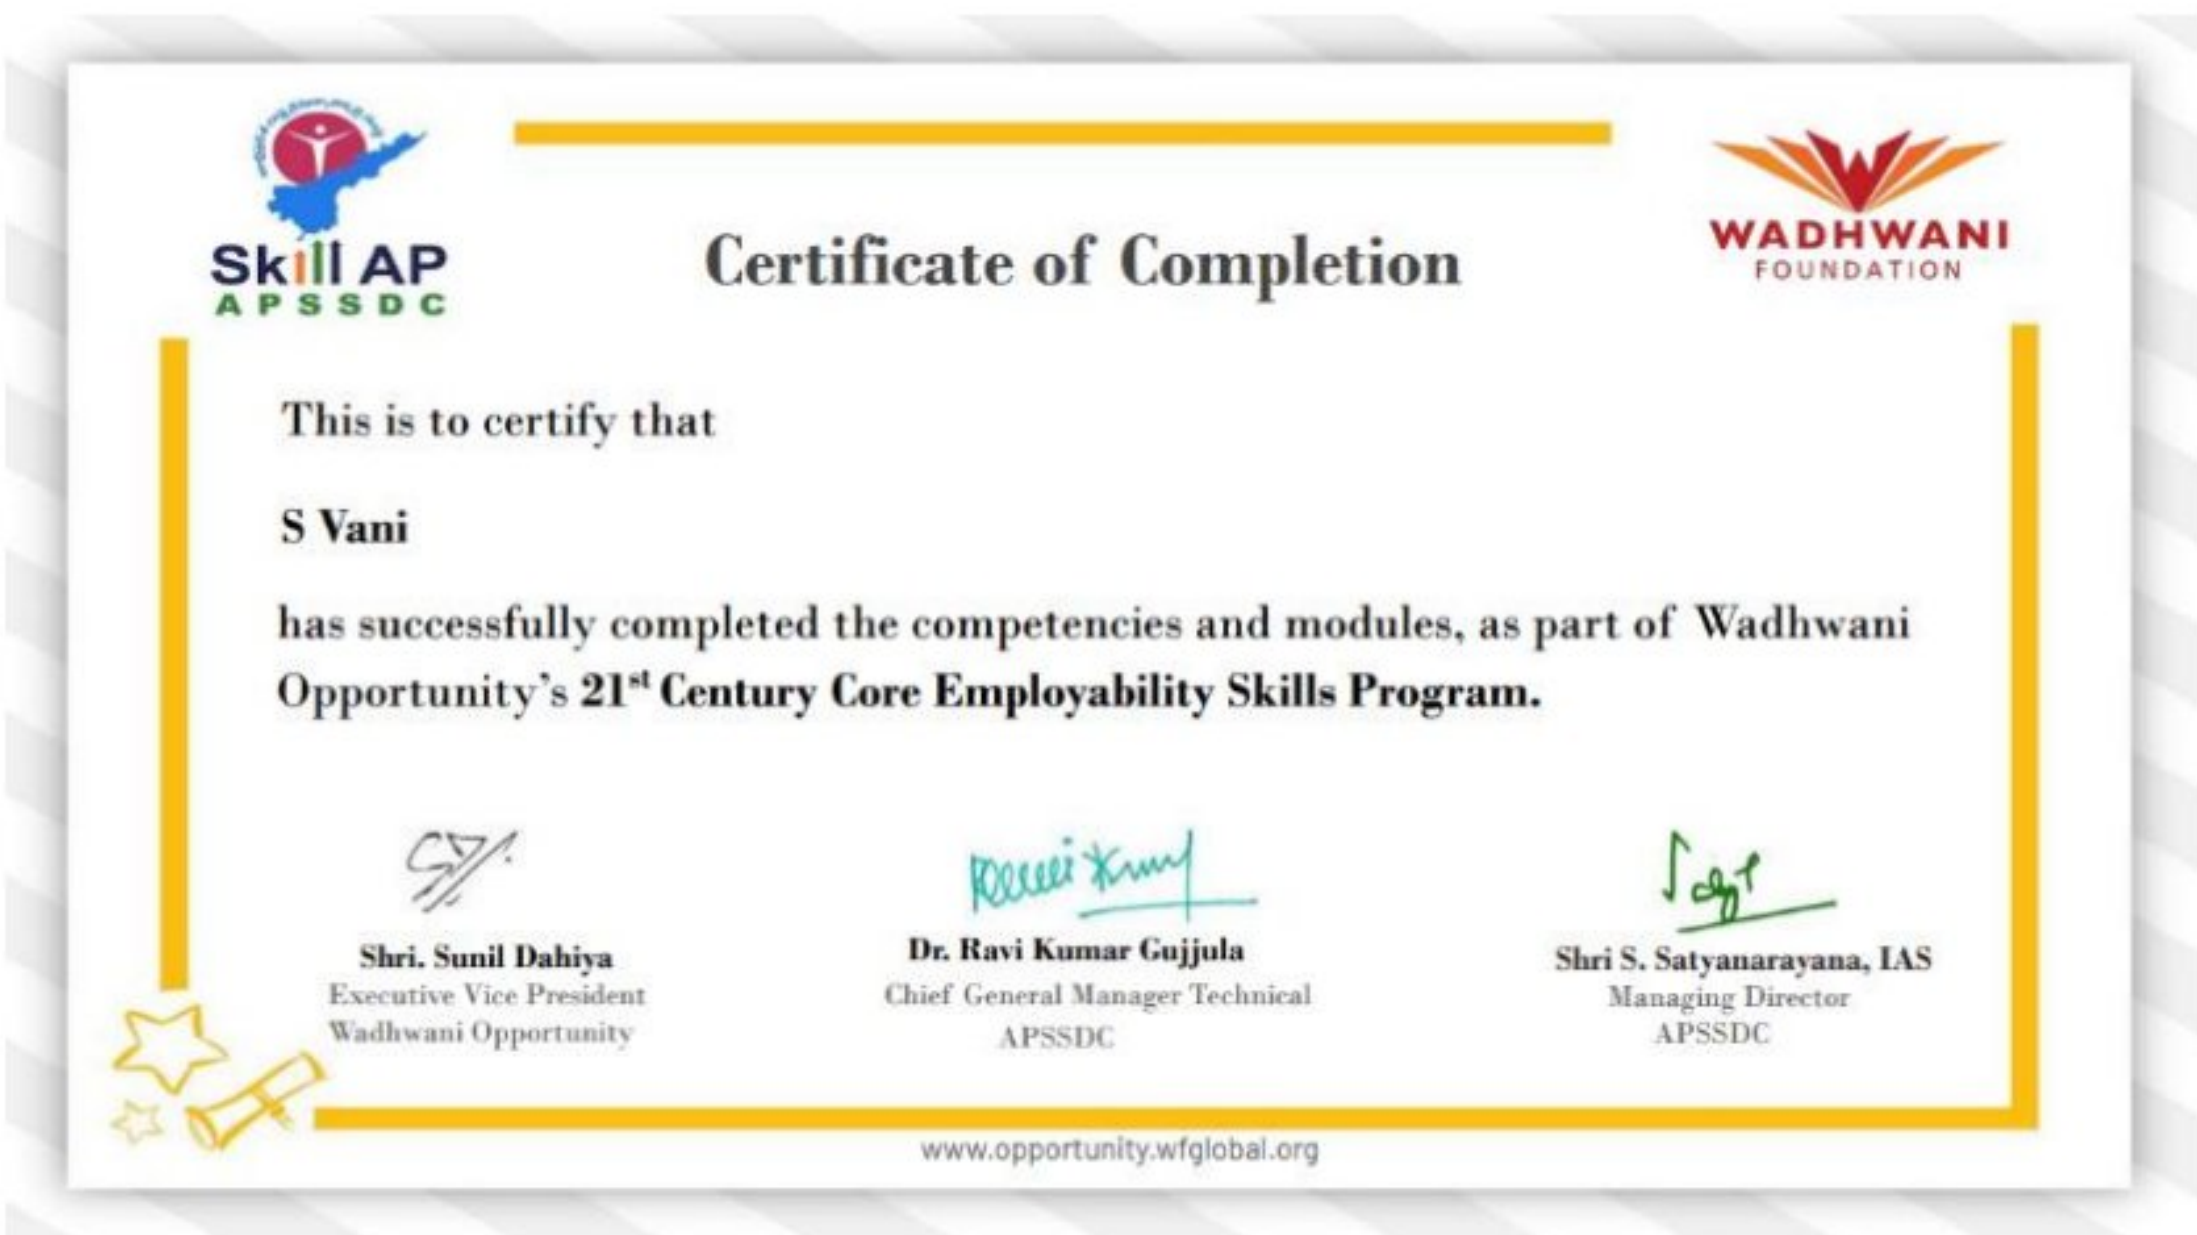 Skill AP
APSSDC
WADHWANI
FOUNDATION
Certificate of Completion
This is to certify that
S Vani
has successfully completed the competencies and modules, as part of Wadhwani
Opportunity’s 21st Century Core Employability Skills Program.
Shri. Sunil Dahiya
Executive Vice President
Wadhwani Opportunity
Dr. Ravi Kumar Gujjula
Chief General Manager Technical
APSSDC
Shri S. Satyanarayana, IAS
Managing Director
APSSDC
www.opportunity.wfglobal.org